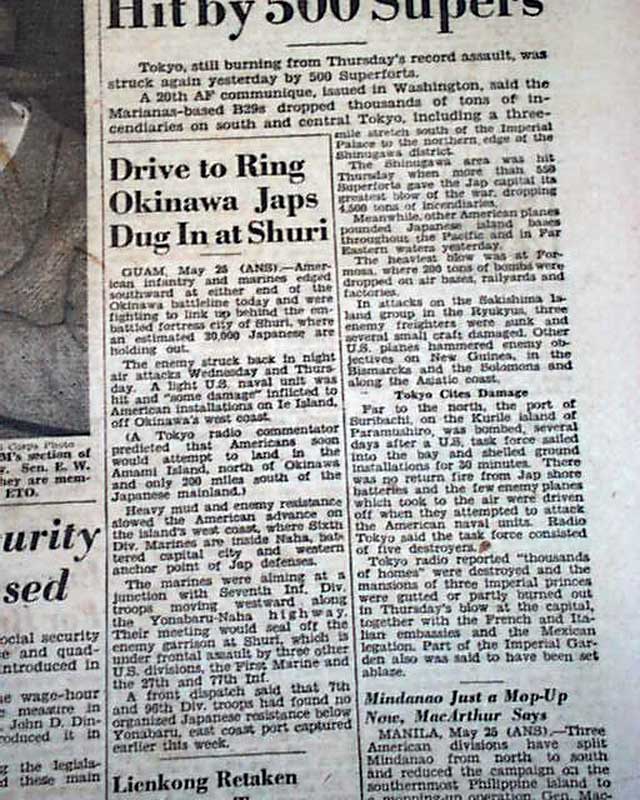 Hit by 500 Supers
Tokyo, still burning from Thursday's record assault, was
struck again yesterday by 500 Superforts.
A 20th AF communique, issued in Washington, said the
Marianas-based B29s dropped thousands of tons of in-
cendiaries on south and central Tokyo, including a three-
mile stretch south of the Imperial
Palace to the northern edge of the
Shinugawa district.
The Shinugawa area was hit
Thursday when more than 550
Superforts gave the Jap capital its
greatest blow of the war, dropping
4,500 tons of incendiaries.
Meanwhile, other American planes
pounded Japanese island bases
throughout the Pacific and in Far
Eastern waters yesterday.
The heaviest blow was at For-
mosa, where 200 tons of bombs were
dropped on air bases, railyards and
factories.
In attacks on the Sakishima Is-
land group in the Ryukyus, three
enemy freighters were sunk and
several small craft damaged. Other
U.S. planes hammered enemy ob-
jectives on New Guinea, in the
Bismarcks and the Solomons and
along the Asiatic coast.
Tokyo Cites Damage
Far to the north, the port of
Suribachi, on the Kurile island of
Paramushiro, was bombed, several
days after a U.S. task force sailed
into the bay and shelled ground
installations for 30 minutes. There
was no return fire from Jap shore
batteries and the few enemy planes
which took to the air were driven
off when they attempted to attack
the American naval units. Radio
Tokyo said the task force consisted
of five destroyers.
Tokyo radio reported "thousands
of homes" were destroyed and the
mansions of three imperial princes
were gutted or partly burned out
in Thursday's blow at the capital,
together with the French and Ita-
lian embassies and the Mexican
legation. Part of the Imperial Gar-
den also was said to have been set
ablaze.
Drive to Ring
Okinawa Japs
Dug In at Shuri
GUAM, May 25 (ANS).—Amer-
ican infantry and marines edged
southward at either end of the
Okinawa battleline today and were
fighting to link up behind the em-
battled fortress city of Shuri, where
an estimated 30,000 Japanese are
holding out.
The enemy struck back in night
air attacks Wednesday and Thurs-
day. A light U.S. naval unit was
hit and "some damage" inflicted to
American installations on Ie Island,
off Okinawa's west coast.
(A Tokyo radio commentator
predicted that Americans soon
would attempt to land in the
Amami Island, north of Okinawa
and only 200 miles south of the
Japanese mainland.)
Heavy mud and enemy resistance
slowed the American advance on
the island's west coast, where Sixth
Div. Marines are inside Naha, bat-
tered capital city and western
anchor point of Jap defenses.
The marines were aiming at a
junction with Seventh Inf. Div.
troops moving westward along
the Yonabaru-Naha highway.
Their meeting would seal off the
enemy garrison at Shuri, which is
under frontal assault by three other
U.S. divisions, the First Marine and
the 27th and 77th Inf.
A front dispatch said that 7th
and 96th Div. troops had found no
organized Japanese resistance below
Yonabaru, east coast port captured
earlier this week.
Lienkong Retaken
Mindanao Just a Mop-Up
Now, MacArthur Says
MANILA, May 25 (ANS).—Three
American divisions have split
Mindanao from north to south
and reduced the campaign on the
southernmost Philippine island to
a mopping-up operation, Gen. Mac-
Corps Photo
M's section of
Sen. E. W.
they are mem-
ETO.
urity
sed
ocial security
e and quad-
introduced in
e wage-hour
measure in
John D. Din-
roduced it in
g the legisla-
d these main